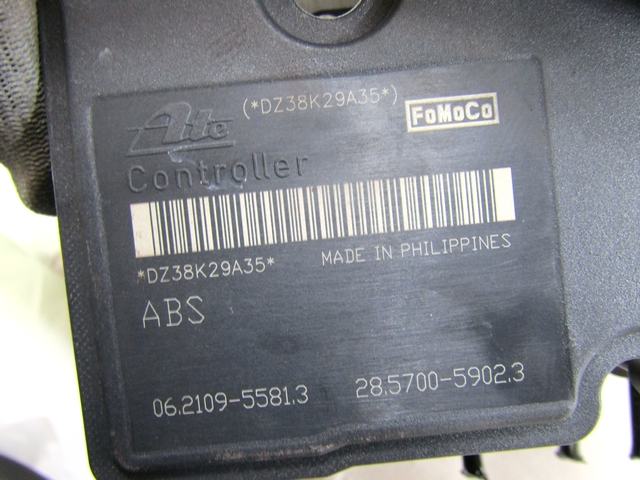 (*DZ38K29A35*)
Ate
FoMoCo
Controller
*DZ38K29A35*
MADE IN PHILIPPINES
ABS
06.2109-5581.3
28.5700-5902.3